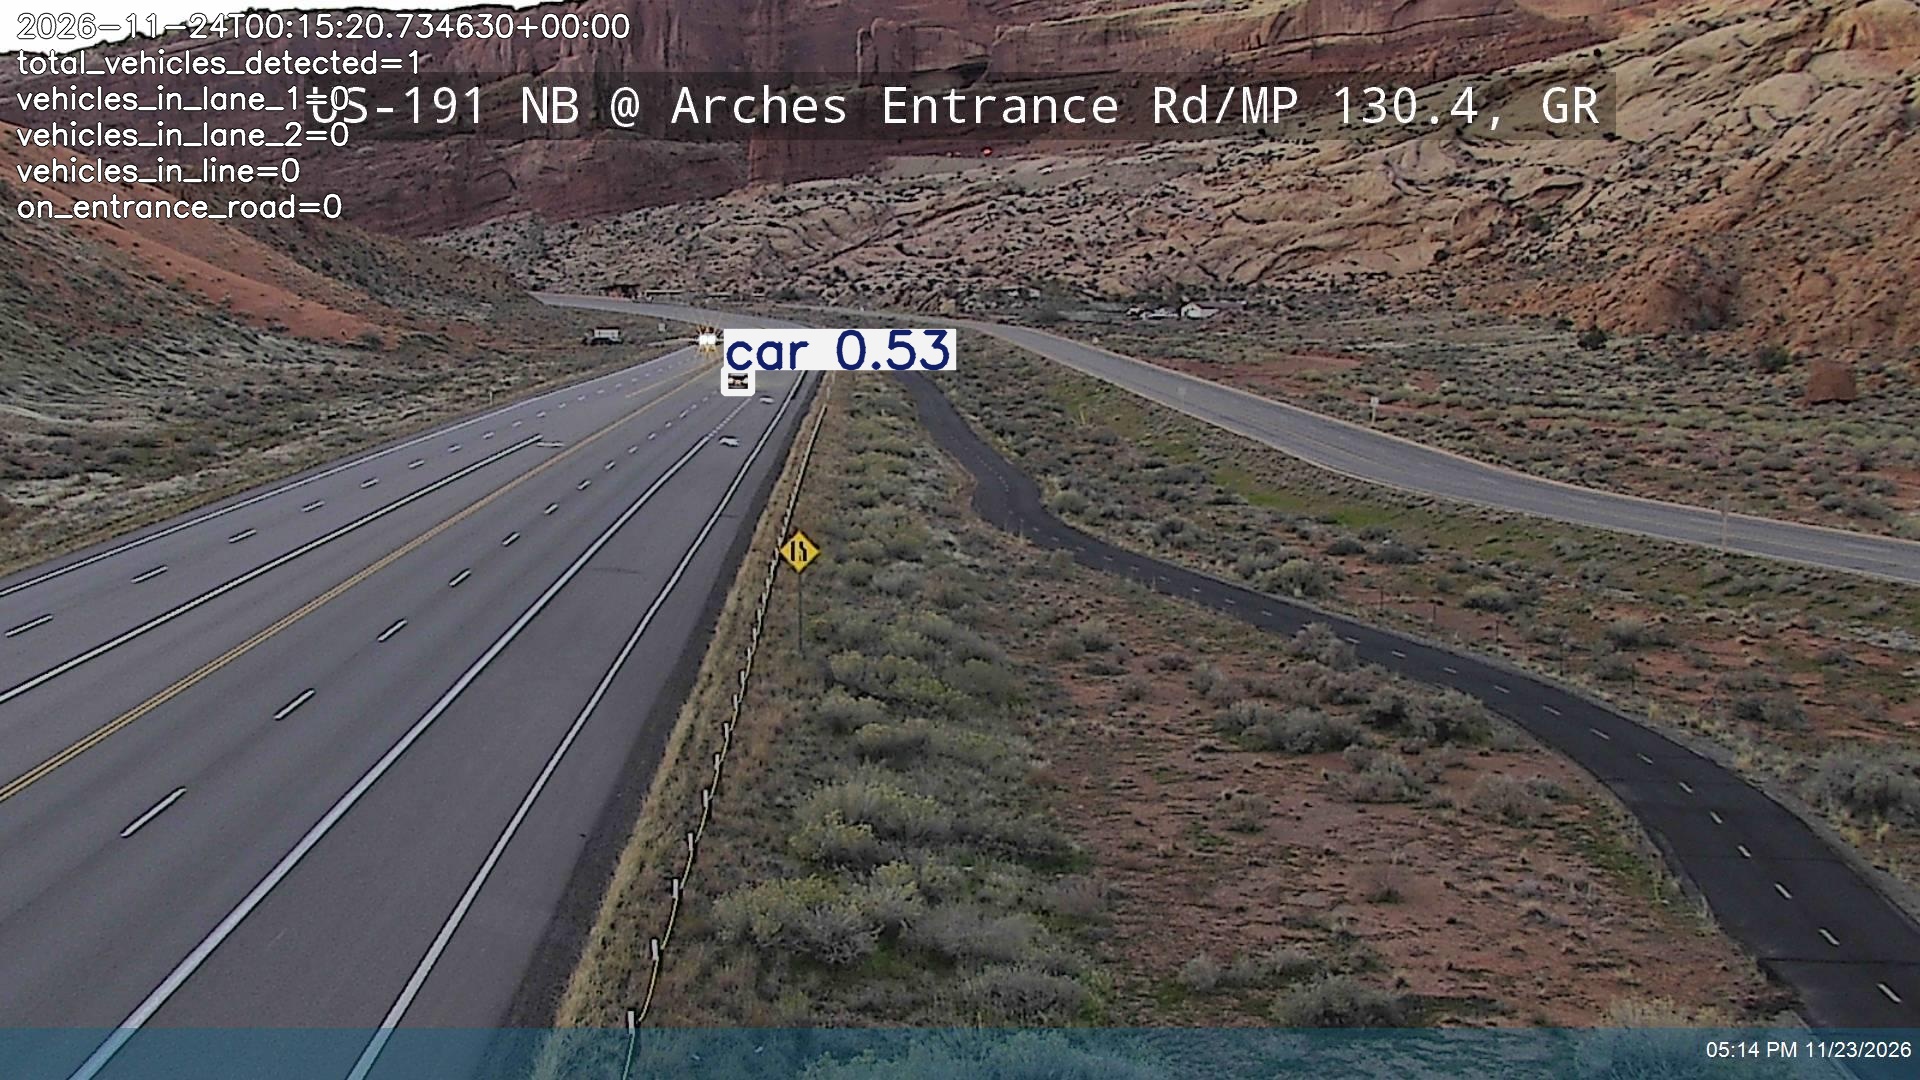 2026-11-24T00:15:20.734630+00:00
total_vehicles_detected=1
vehicles_in_lane_1=0
US-191 NB @ Arches Entrance Rd/MP 130.4, GR
vehicles_in_lane_2=0
vehicles_in_line=0
on_entrance_road=0
car 0.53
05:14 PM 11/23/2026